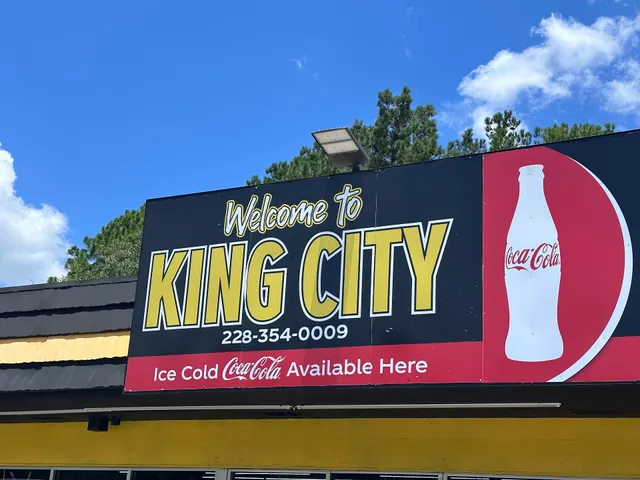 Welcome to
KING CITY
228-354-0009
Ice Cold Coca-Cola Available Here
Coca-Cola